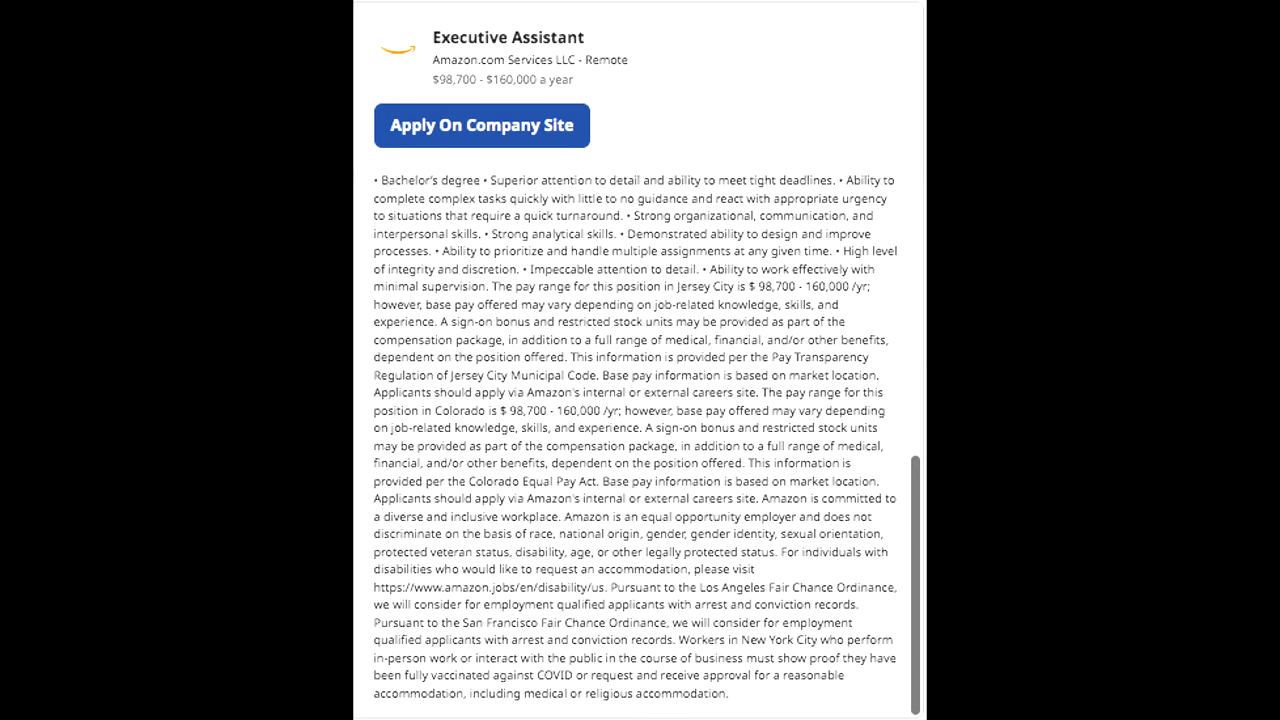 Executive Assistant
Amazon.com Services LLC - Remote
$98,700 - $160,000 a year
Apply On Company Site
• Bachelor's degree • Superior attention to detail and ability to meet tight deadlines. • Ability to
complete complex tasks quickly with little to no guidance and react with appropriate urgency
to situations that require a quick turnaround. • Strong organizational, communication, and
interpersonal skills. • Strong analytical skills. • Demonstrated ability to design and improve
processes. • Ability to prioritize and handle multiple assignments at any given time. • High level
of integrity and discretion. • Impeccable attention to detail. • Ability to work effectively with
minimal supervision. The pay range for this position in Jersey City is $ 98,700 - 160,000 /yr;
however, base pay offered may vary depending on job-related knowledge, skills, and
experience. A sign-on bonus and restricted stock units may be provided as part of the
compensation package, in addition to a full range of medical, financial, and/or other benefits,
dependent on the position offered. This information is provided per the Pay Transparency
Regulation of Jersey City Municipal Code. Base pay information is based on market location.
Applicants should apply via Amazon's internal or external careers site. The pay range for this
position in Colorado is $ 98,700 - 160,000 /yr; however, base pay offered may vary depending
on job-related knowledge, skills, and experience. A sign-on bonus and restricted stock units
may be provided as part of the compensation package, in addition to a full range of medical,
financial, and/or other benefits, dependent on the position offered. This information is
provided per the Colorado Equal Pay Act. Base pay information is based on market location.
Applicants should apply via Amazon's internal or external careers site. Amazon is committed to
a diverse and inclusive workplace. Amazon is an equal opportunity employer and does not
discriminate on the basis of race, national origin, gender, gender identity, sexual orientation,
protected veteran status, disability, age, or other legally protected status. For individuals with
disabilities who would like to request an accommodation, please visit
https://www.amazon.jobs/en/disability/us. Pursuant to the Los Angeles Fair Chance Ordinance,
we will consider for employment qualified applicants with arrest and conviction records.
Pursuant to the San Francisco Fair Chance Ordinance, we will consider for employment
qualified applicants with arrest and conviction records. Workers in New York City who perform
in-person work or interact with the public in the course of business must show proof they have
been fully vaccinated against COVID or request and receive approval for a reasonable
accommodation, including medical or religious accommodation.